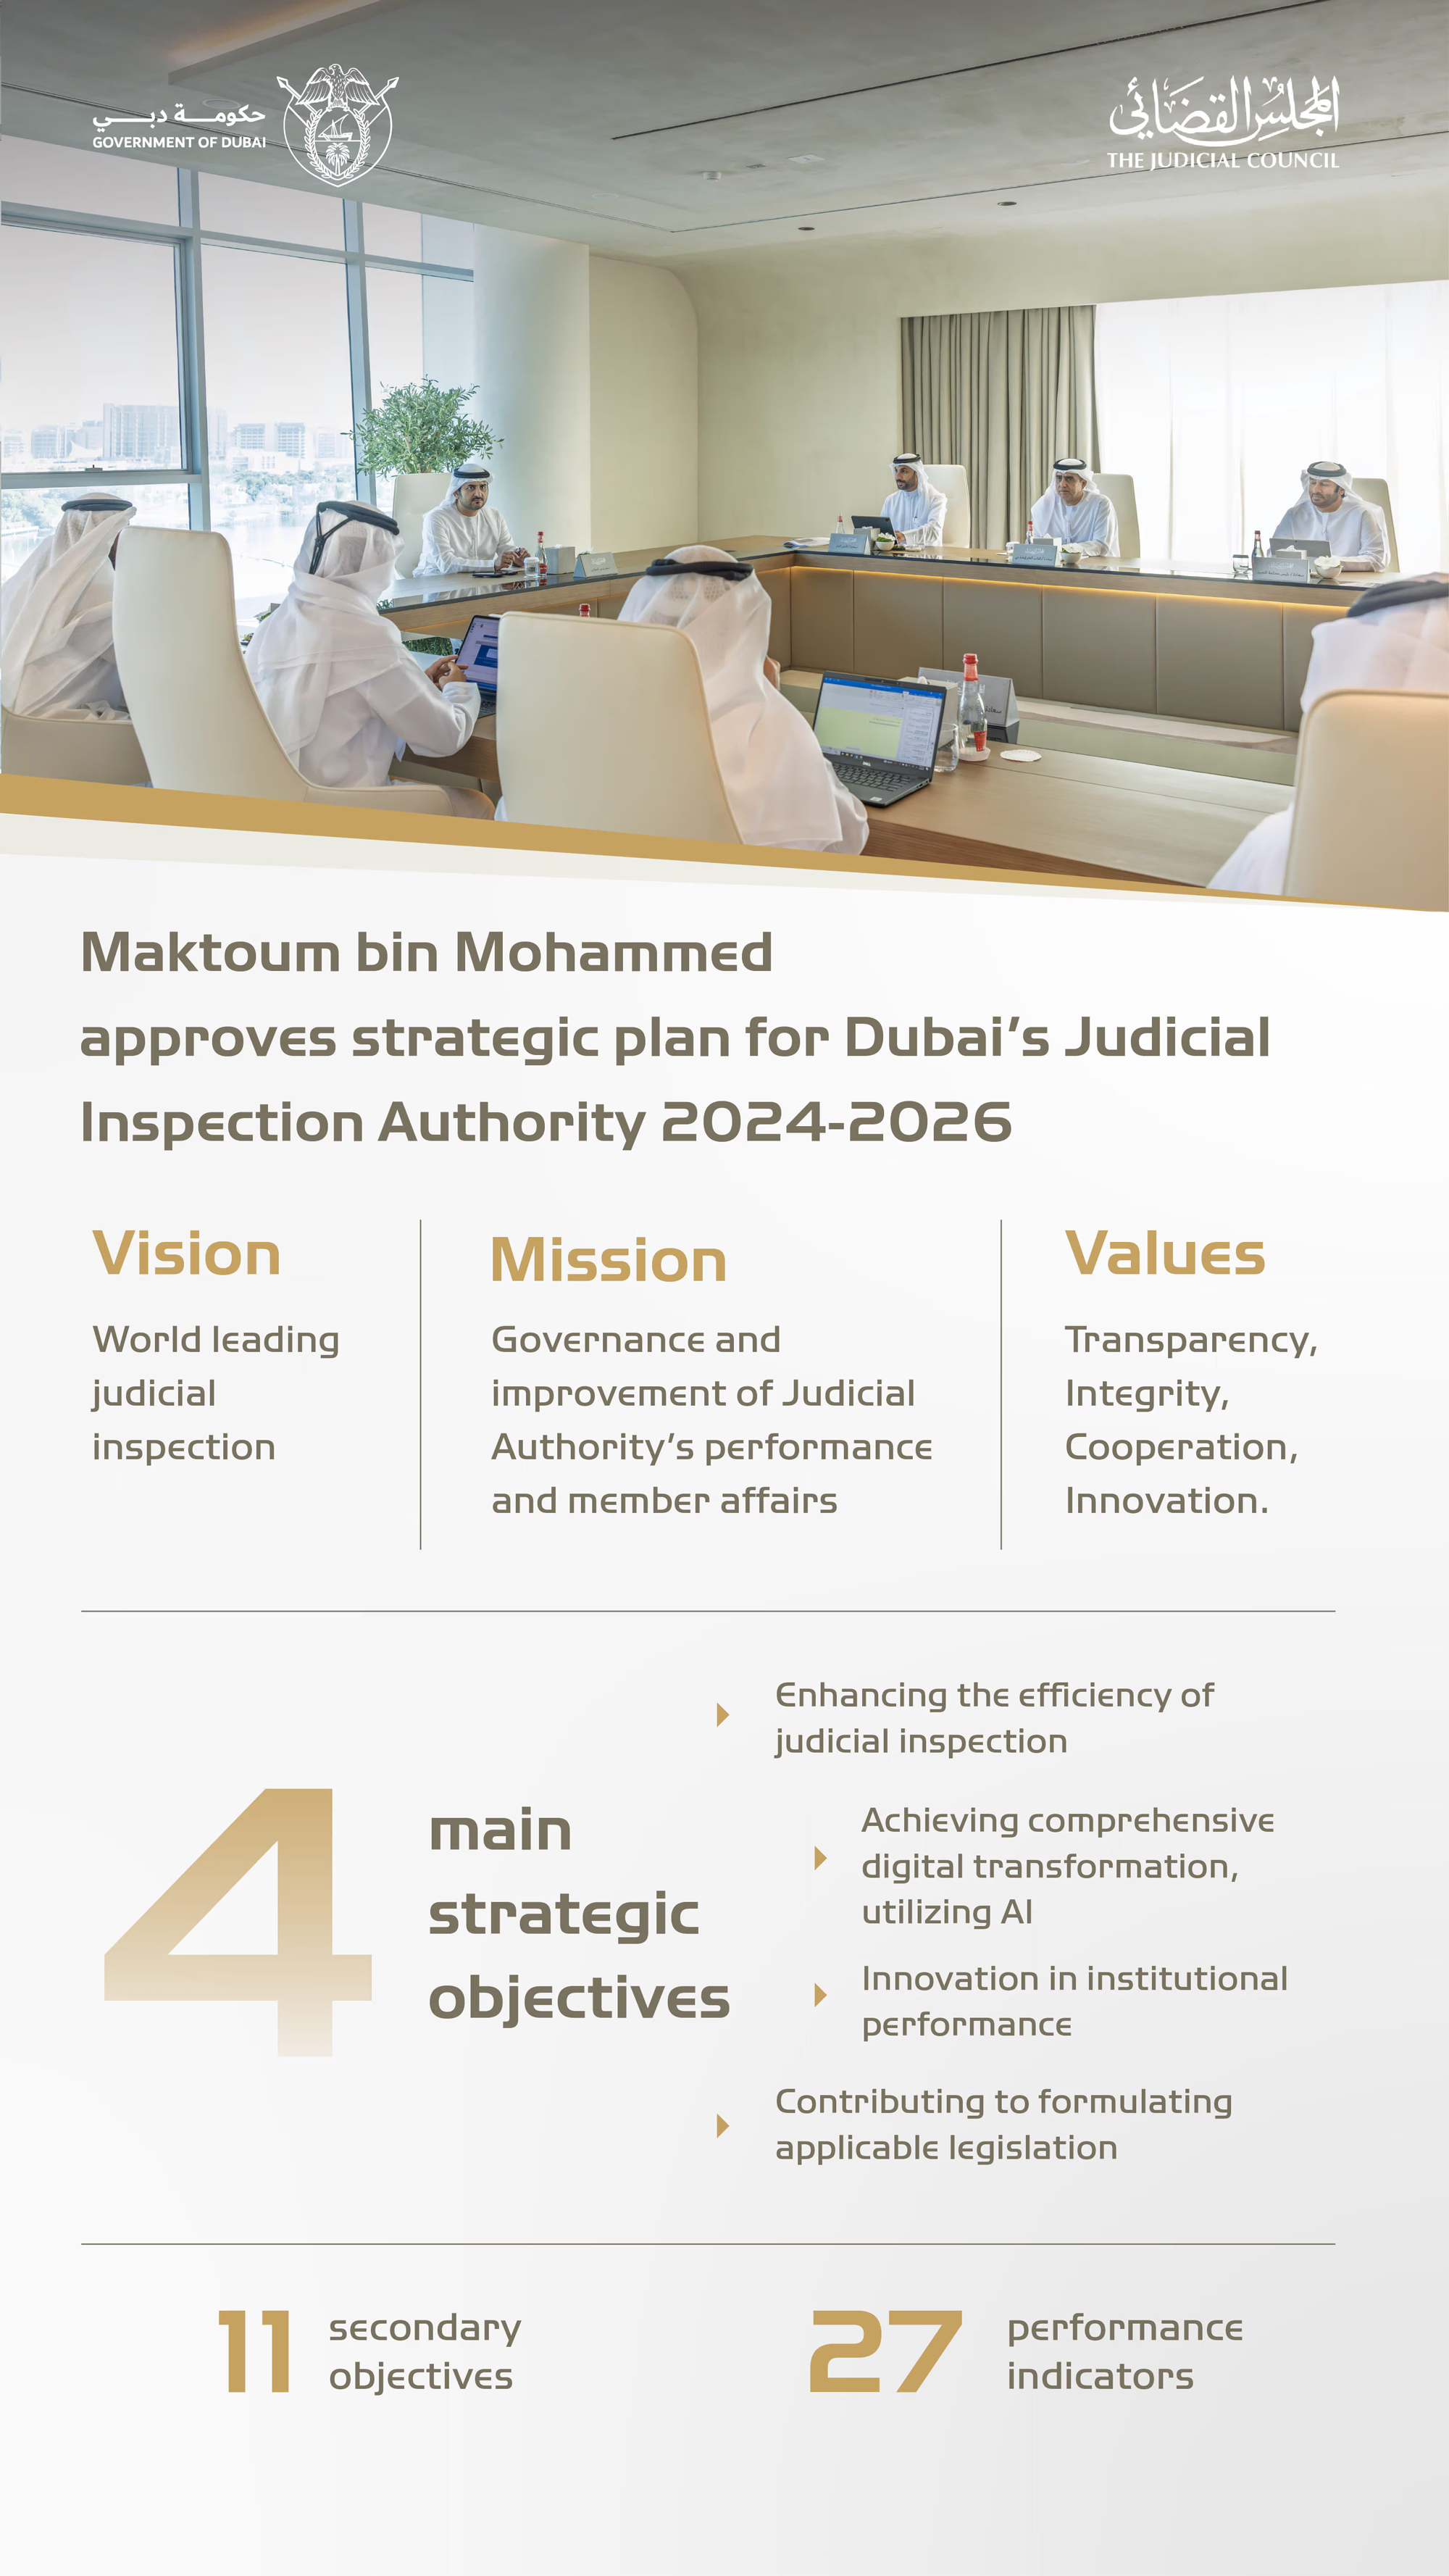 حكومة دبي
GOVERNMENT OF DUBAI
المجلس القضائي
THE JUDICIAL COUNCIL
Maktoum bin Mohammed
approves strategic plan for Dubai’s Judicial
Inspection Authority 2024-2026
Vision
World leading
judicial
inspection
Mission
Governance and
improvement of Judicial
Authority’s performance
and member affairs
Values
Transparency,
Integrity,
Cooperation,
Innovation.
4
main
strategic
objectives
Enhancing the efficiency of
judicial inspection
Achieving comprehensive
digital transformation,
utilizing AI
Innovation in institutional
performance
Contributing to formulating
applicable legislation
11
secondary
objectives
27
performance
indicators